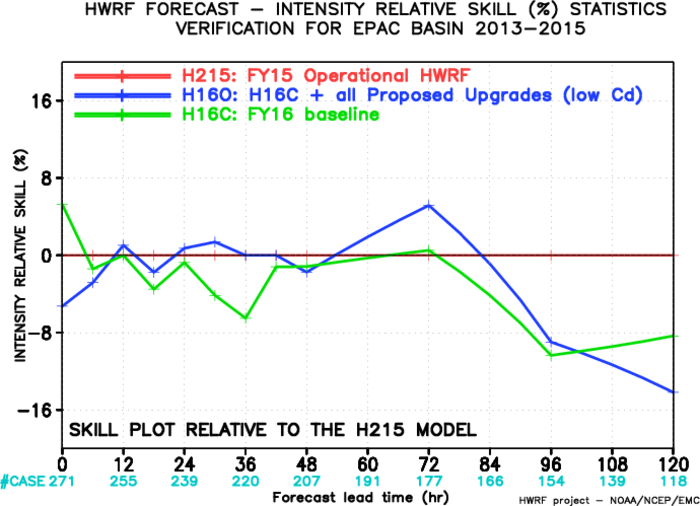 HWRF FORECAST – INTENSITY RELATIVE SKILL (%) STATISTICS
VERIFICATION FOR EPAC BASIN 2013–2015
H215: FY15 Operational HWRF
H16O: H16C + all Proposed Upgrades (low Cd)
H16C: FY16 baseline
INTENSITY RELATIVE SKILL (%)
16
8
0
–8
–16
SKILL PLOT RELATIVE TO THE H215 MODEL
0 12 24 36 48 60 72 84 96 108 120
#CASE 271 255 239 220 207 191 177 166 154 139 118
Forecast lead time (hr)
HWRF project – NOAA/NCEP/EMC